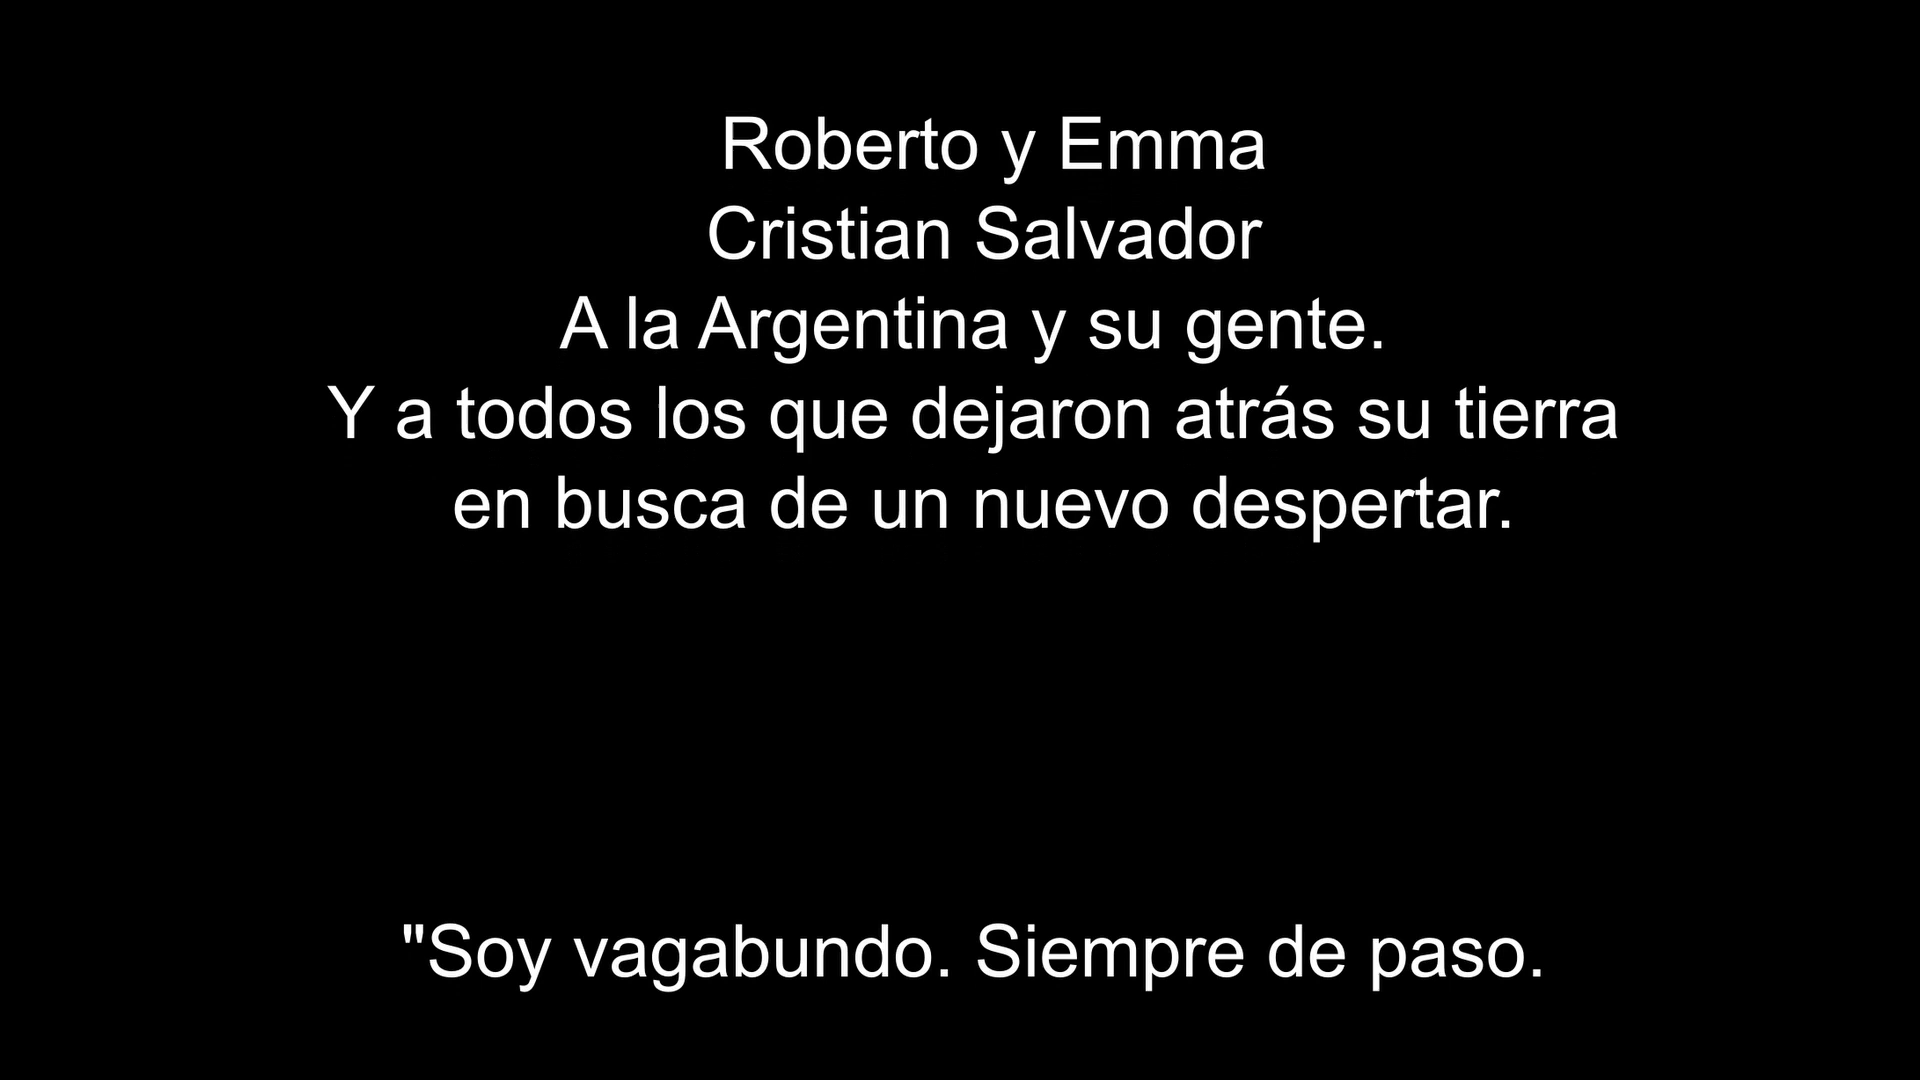 Roberto y Emma
Cristian Salvador
A la Argentina y su gente.
Y a todos los que dejaron atrás su tierra
en busca de un nuevo despertar.
"Soy vagabundo. Siempre de paso.